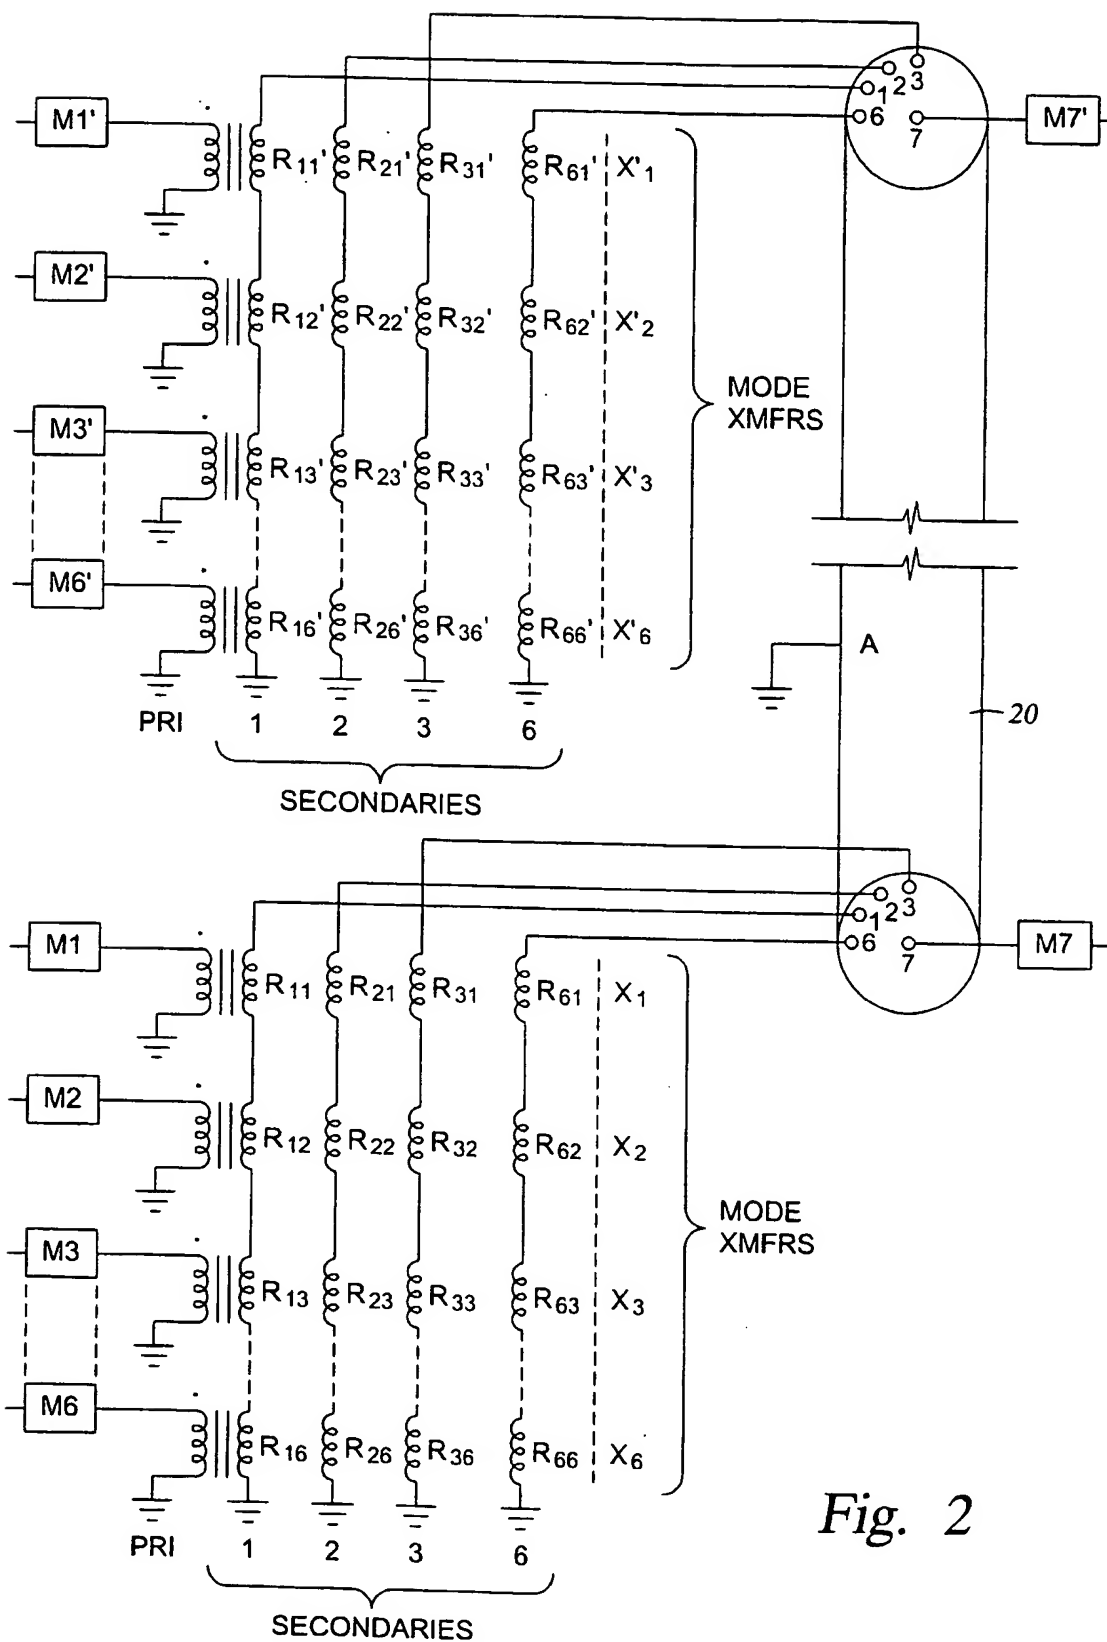 3
2
1
6
7
M7'
M1'
R11' R21' R31' R61' X'1
M2'
R12' R22' R32' R62' X'2
MODE
XMFRS
M3'
R13' R23' R33' R63' X'3
M6'
R16' R26' R36' R66' X'6
A
PRI 1 2 3 6
20
SECONDARIES
3
2
1
6
7
M7
M1
R11 R21 R31 R61 X1
M2
R12 R22 R32 R62 X2
MODE
XMFRS
M3
R13 R23 R33 R63 X3
M6
R16 R26 R36 R66 X6
PRI 1 2 3 6
SECONDARIES
Fig. 2